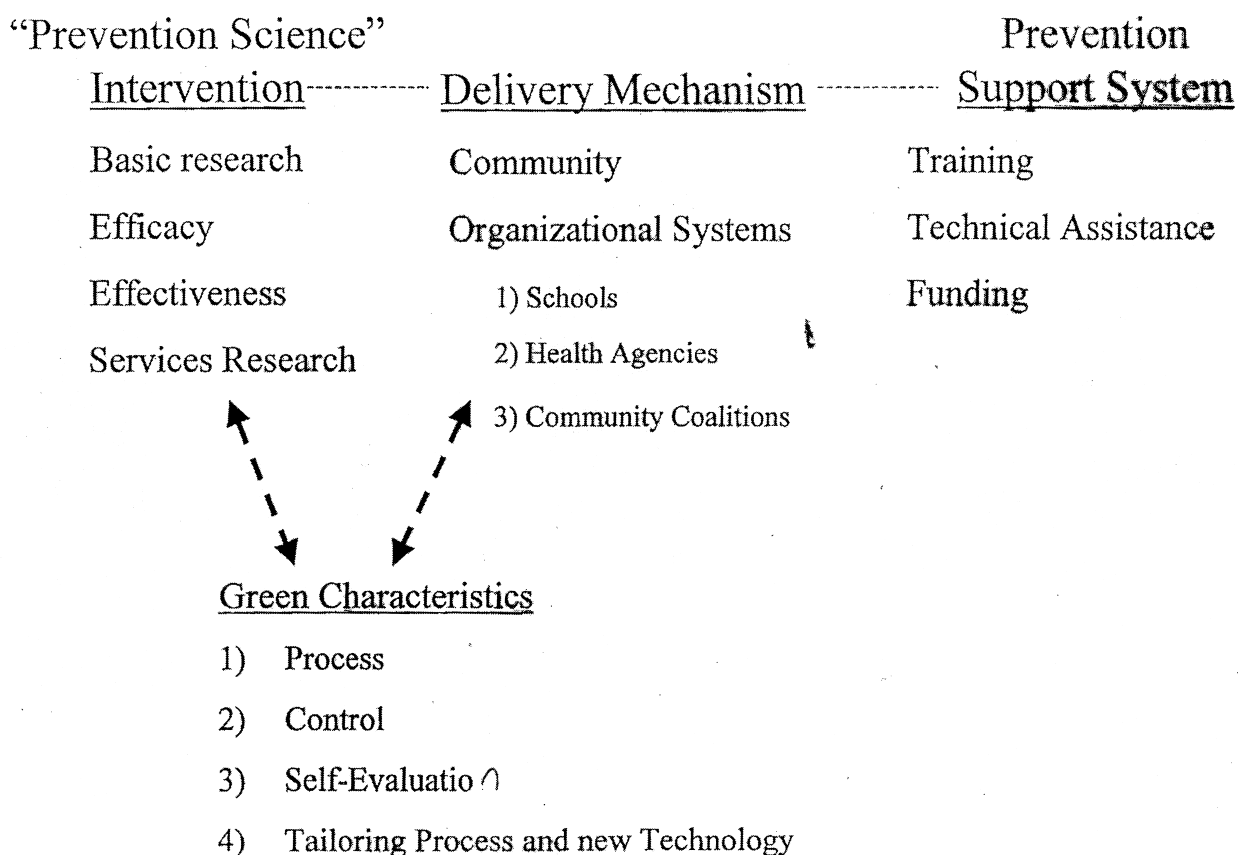 “Prevention Science”
Intervention
Basic research
Efficacy
Effectiveness
Services Research
Delivery Mechanism
Community
Organizational Systems
1) Schools
2) Health Agencies
3) Community Coalitions
Prevention
Support System
Training
Technical Assistance
Funding
Green Characteristics
1) Process
2) Control
3) Self-Evaluation
4) Tailoring Process and new Technology